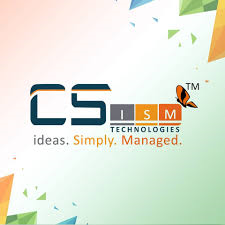 CS ISM ™
TECHNOLOGIES
ideas. Simply. Managed.